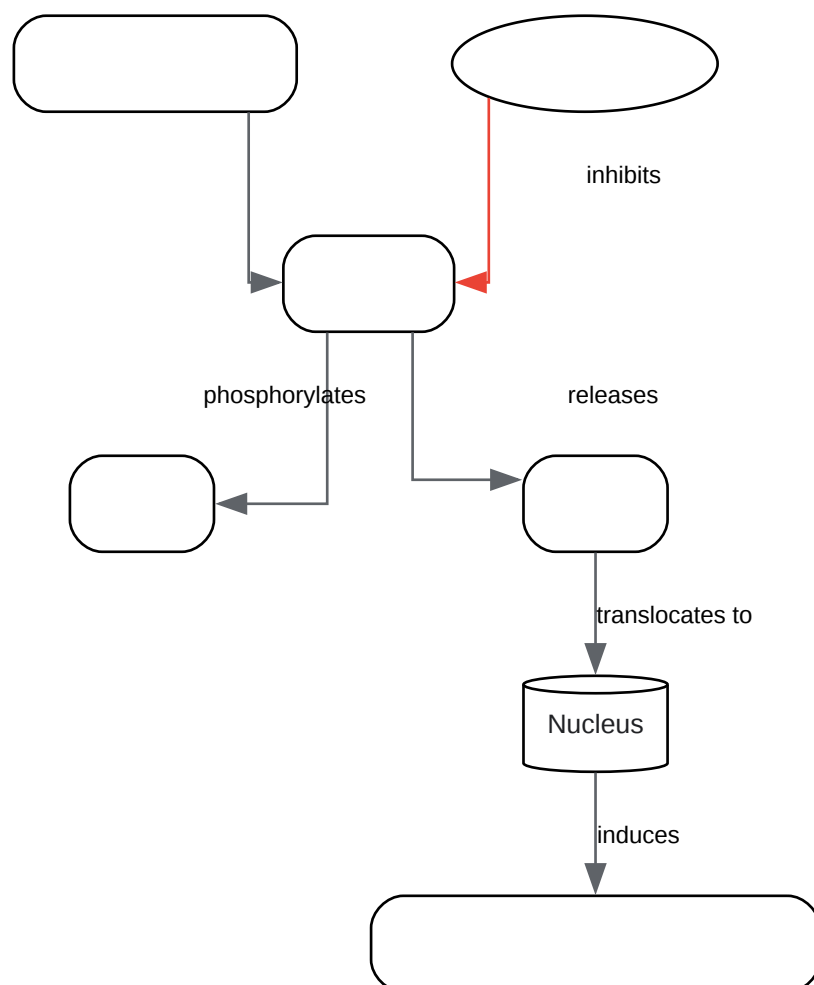 inhibits
phosphorylates
releases
translocates to
Nucleus
induces